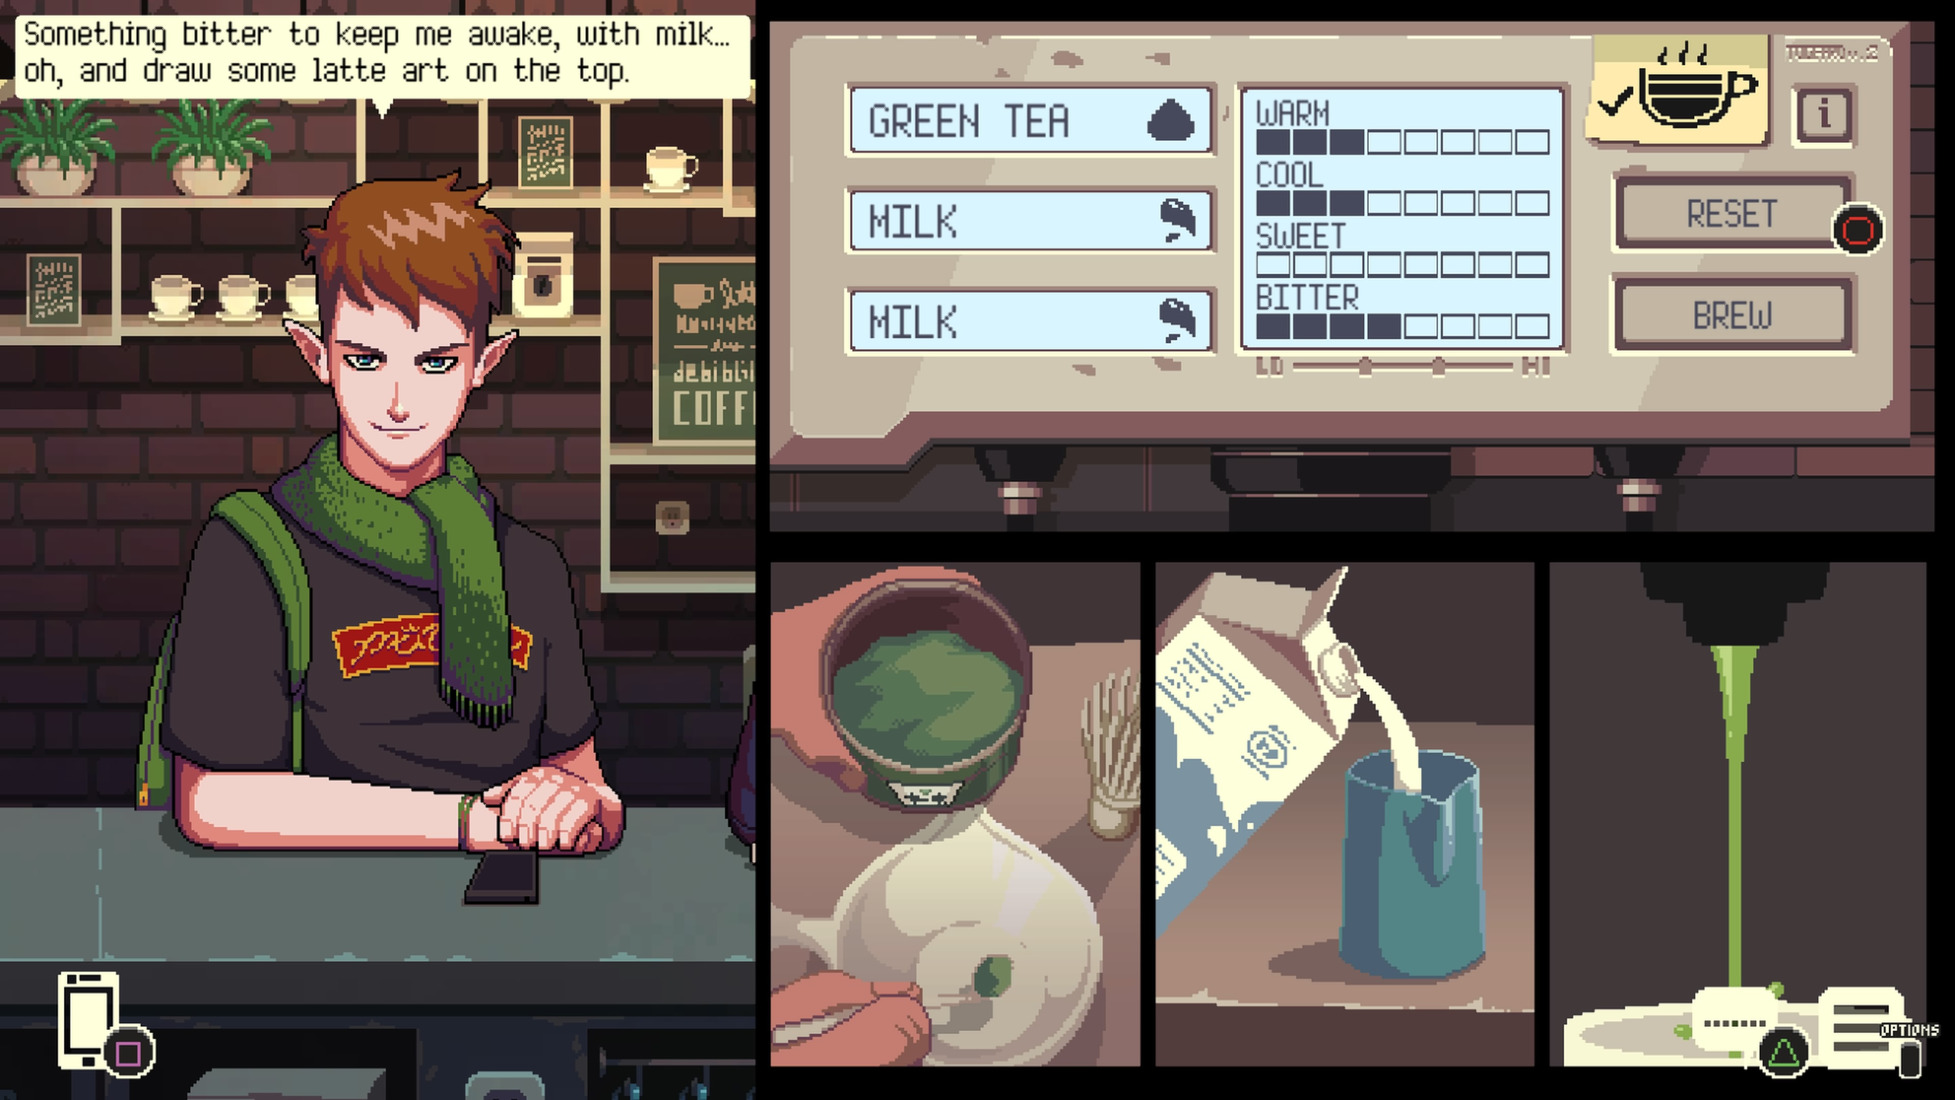 Something bitter to keep me awake, with milk…
oh, and draw some latte art on the top.
GREEN TEA
MILK
MILK
WARM
COOL
SWEET
BITTER
LO
HI
i
RESET
BREW
COFF
OPTIONS